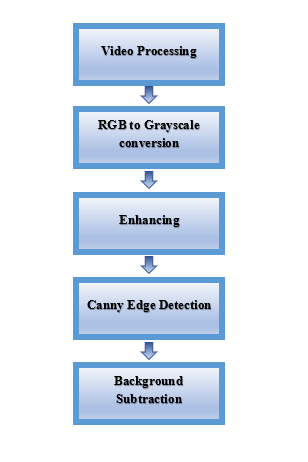 Video Processing
RGB to Grayscale
conversion
Enhancing
Canny Edge Detection
Background
Subtraction